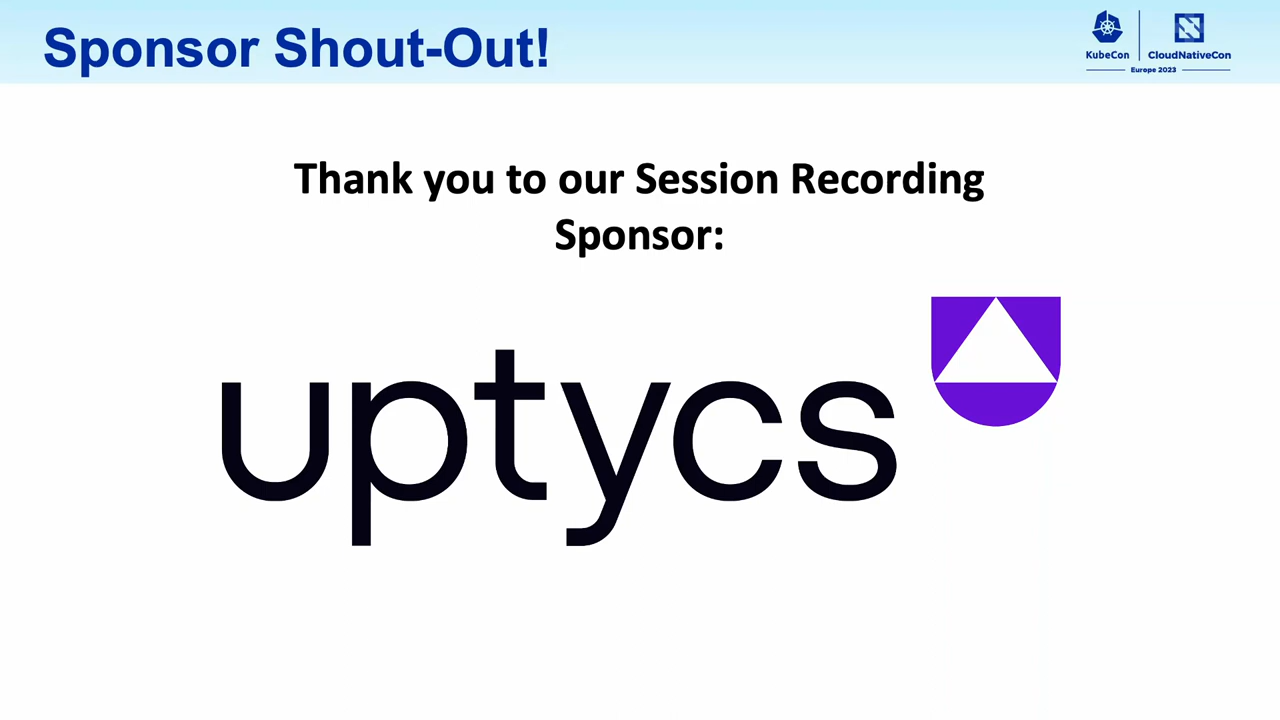 Sponsor Shout-Out!
KubeCon
CloudNativeCon
Europe 2023
Thank you to our Session Recording
Sponsor:
uptycs